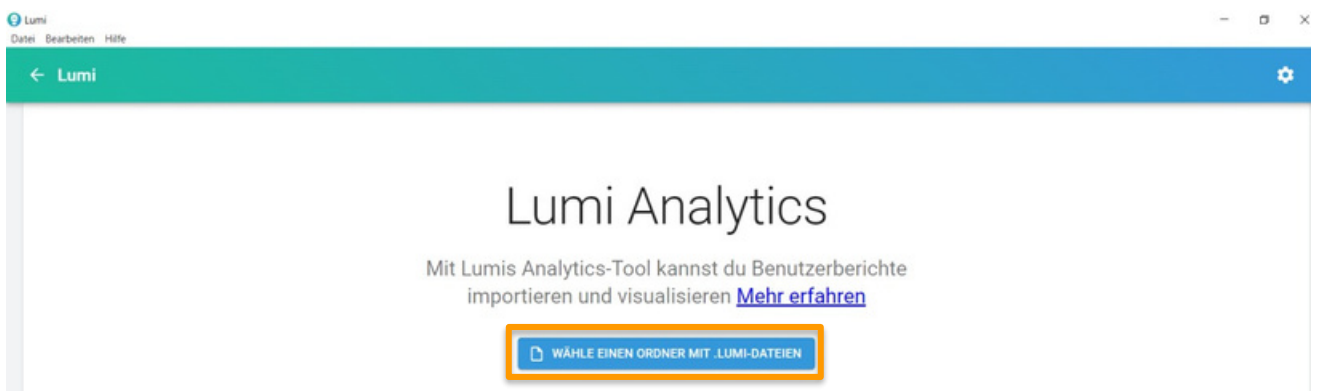 Lumi
Datei Bearbeiten Hilfe
Lumi
Lumi Analytics
Mit Lumis Analytics-Tool kannst du Benutzerberichte
importieren und visualisieren Mehr erfahren
WÄHLE EINEN ORDNER MIT .LUMI-DATEIEN